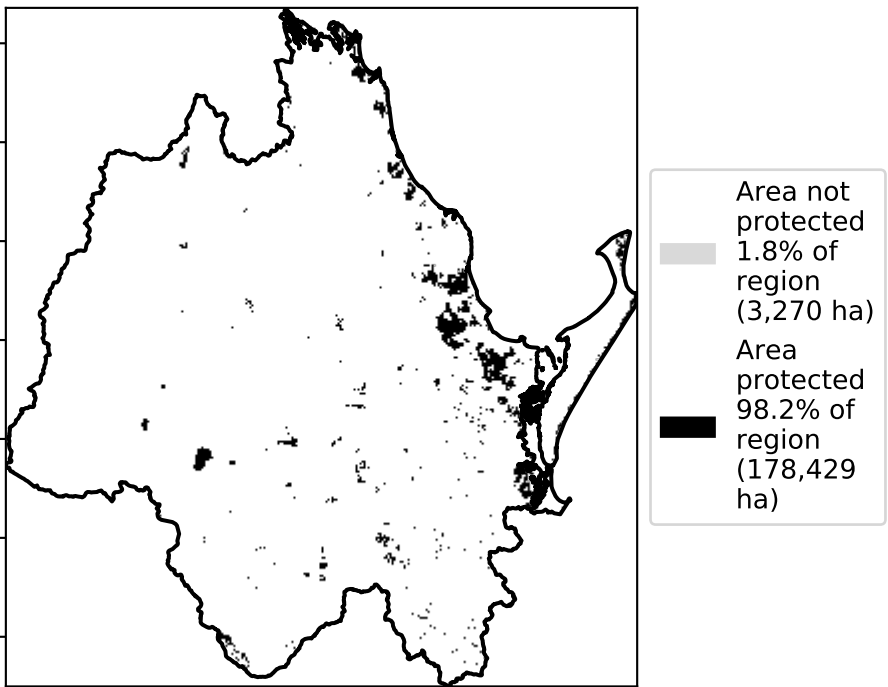 Area not
protected
1.8% of
region
(3,270 ha)
Area
protected
98.2% of
region
(178,429
ha)